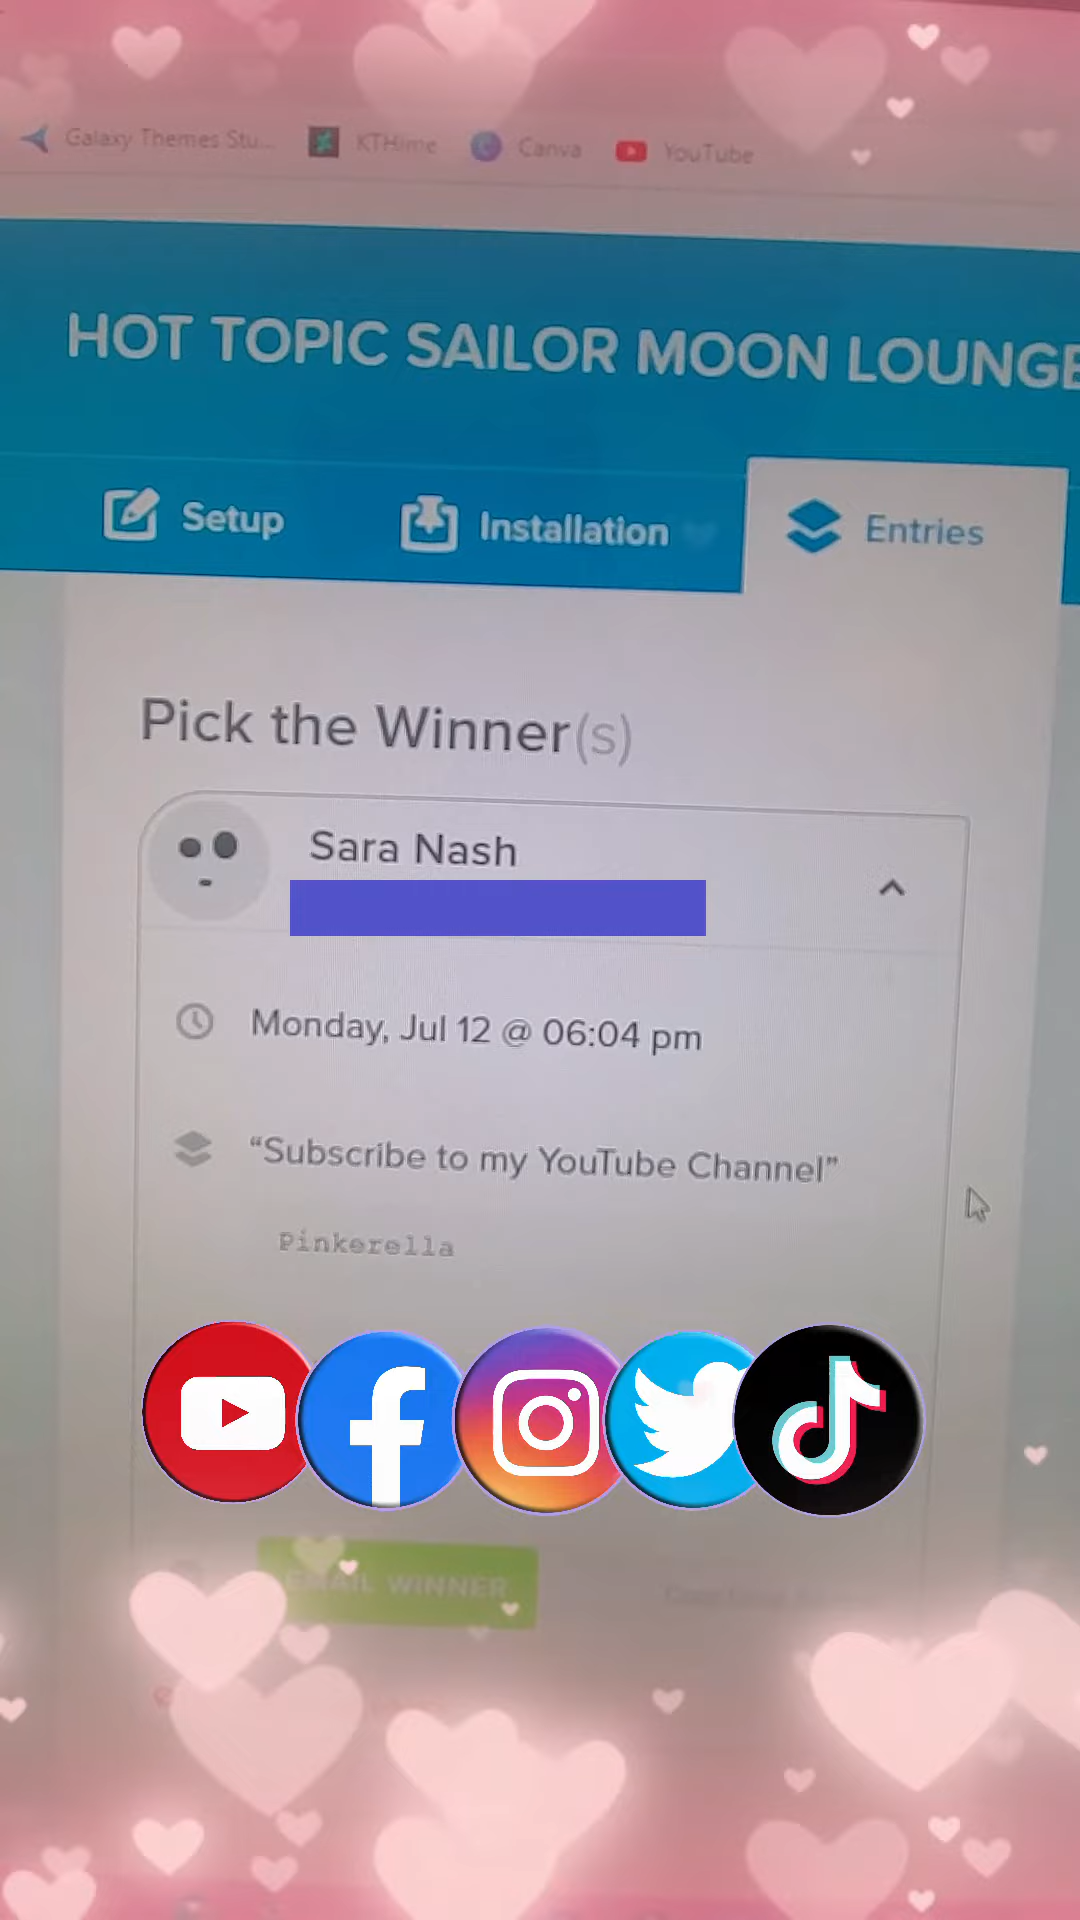 Galaxy Themes Stu...
KTHime
Canva
YouTube
HOT TOPIC SAILOR MOON LOUNGE
Setup
Installation
Entries
Pick the Winner(s)
Sara Nash
Monday, Jul 12 @ 06:04 pm
“Subscribe to my YouTube Channel”
Pinkerella
EMAIL WINNER